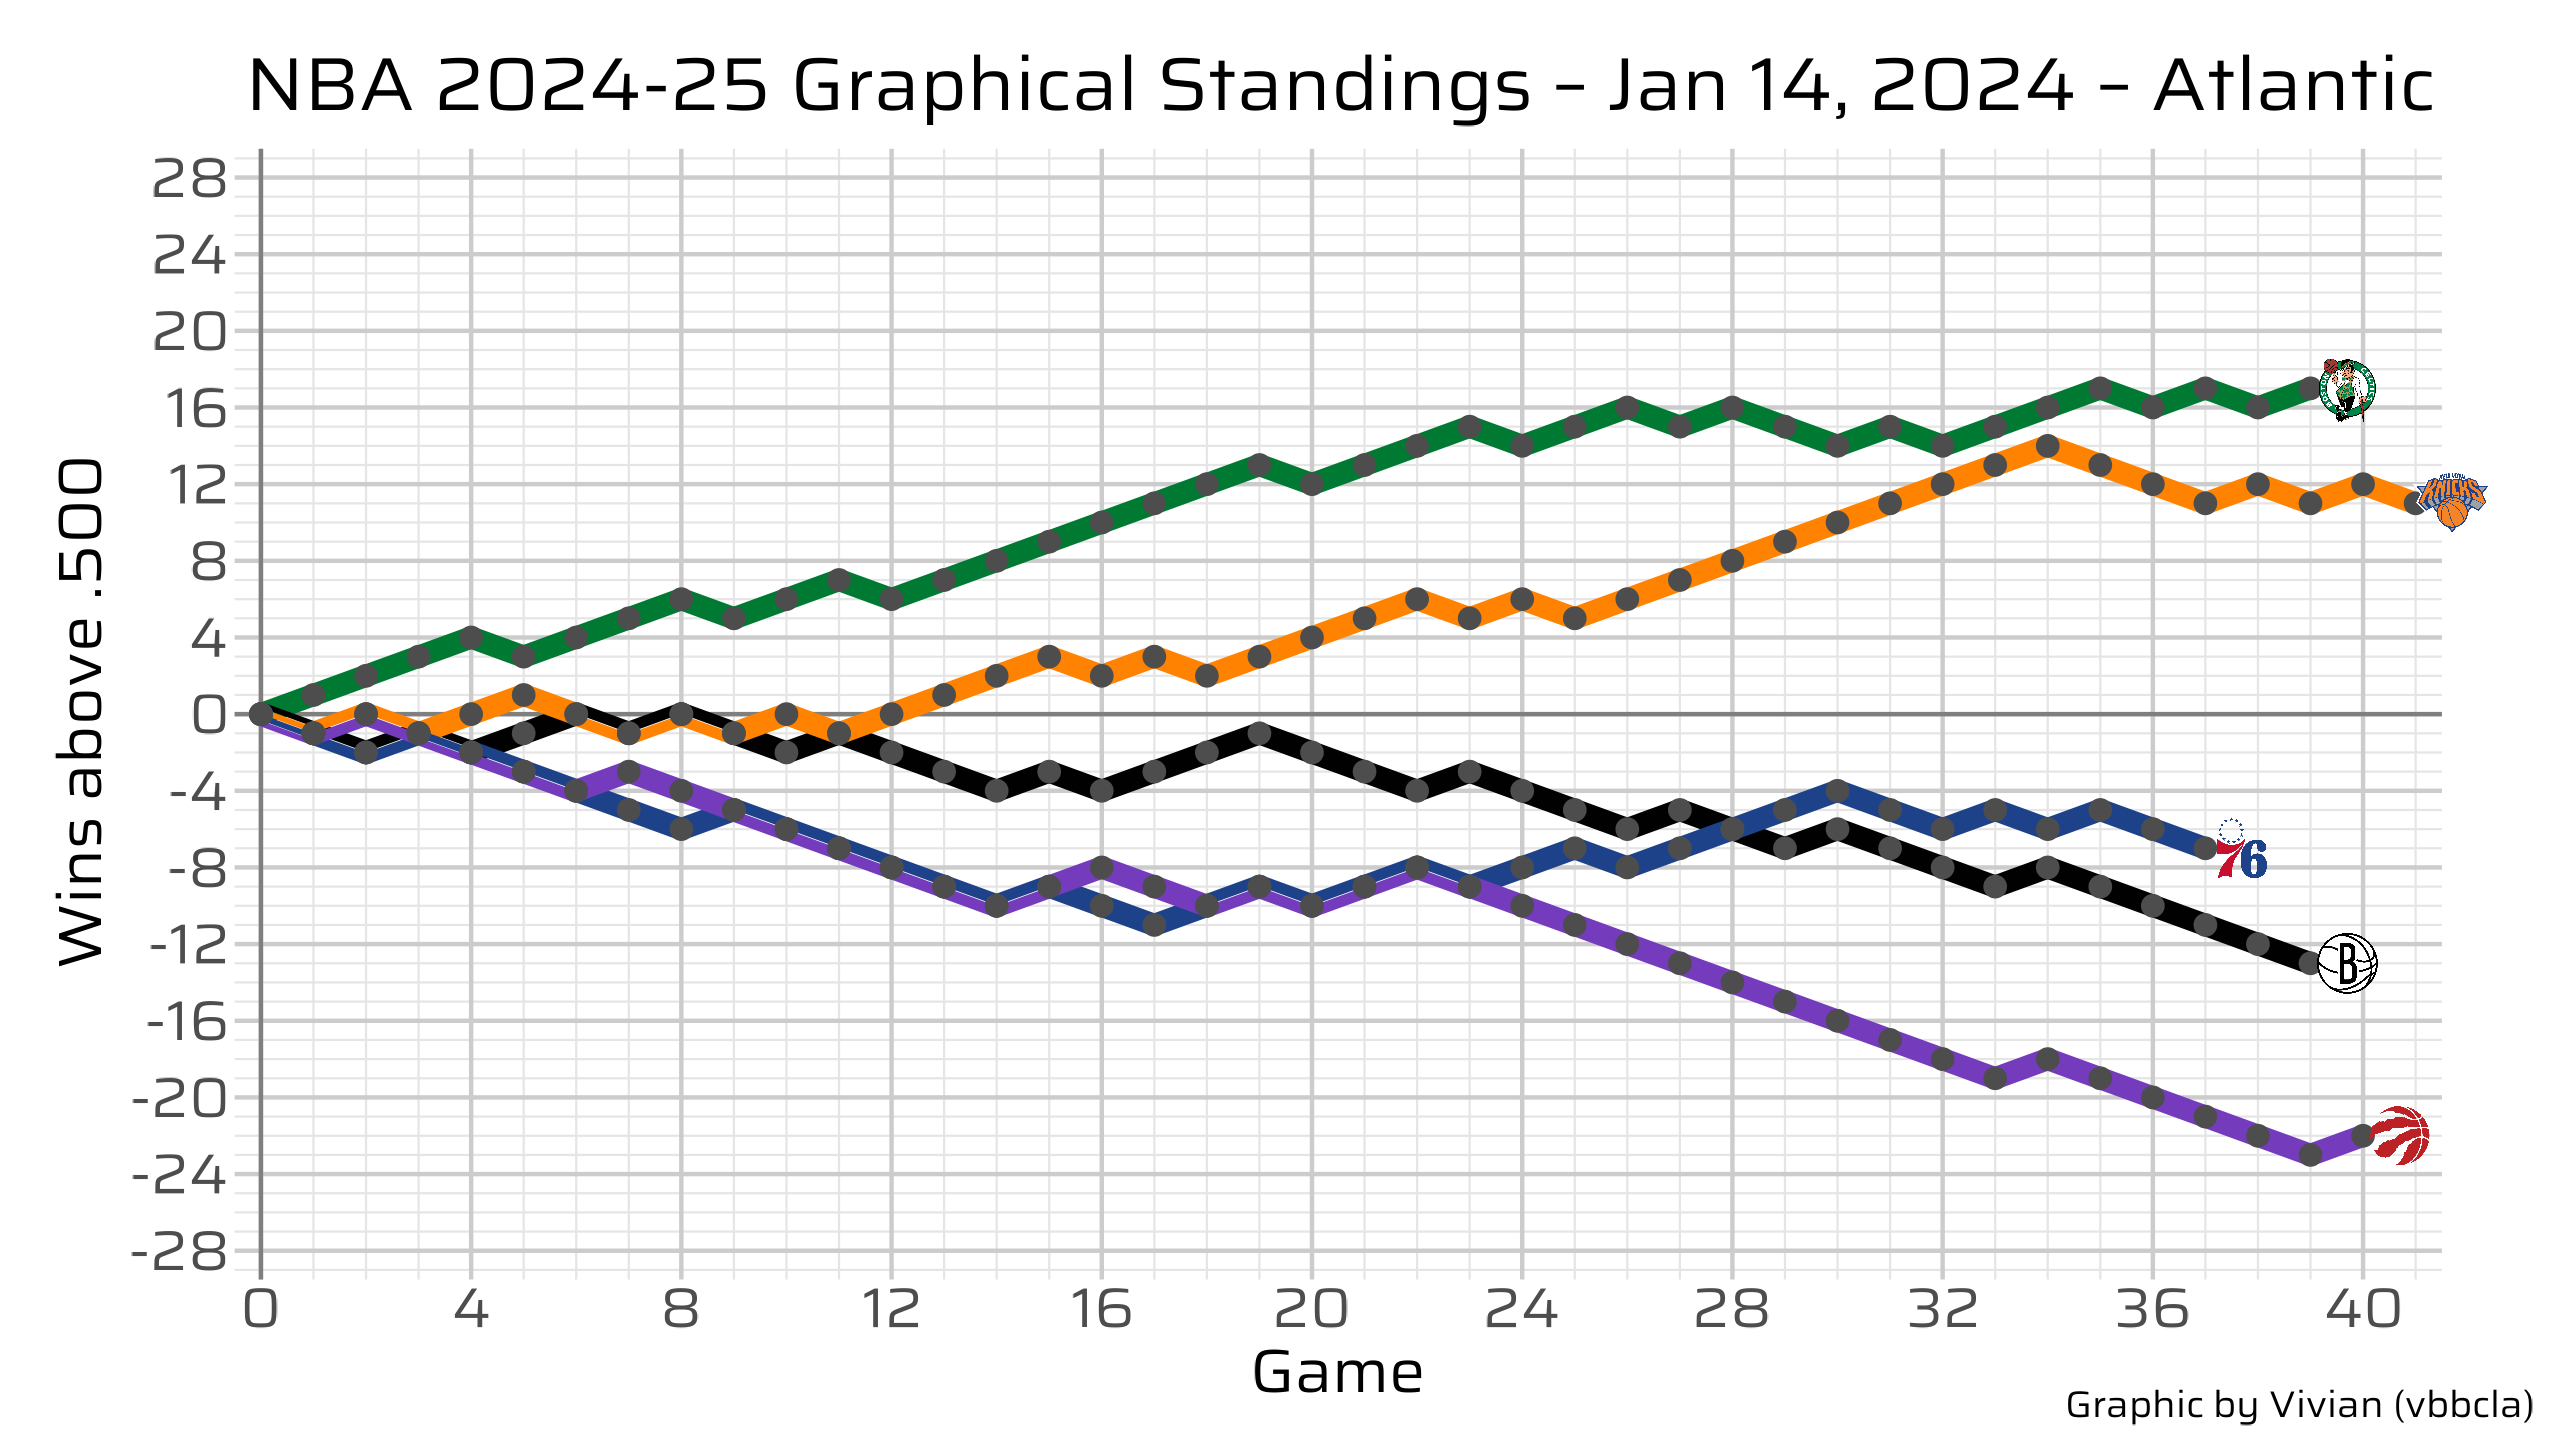 NBA 2024-25 Graphical Standings - Jan 14, 2024 - Atlantic
Wins above .500
28
24
20
16
12
8
4
0
-4
-8
-12
-16
-20
-24
-28
KNICKS
76
B
0 4 8 12 16 20 24 28 32 36 40
Game
Graphic by Vivian (vbbcla)